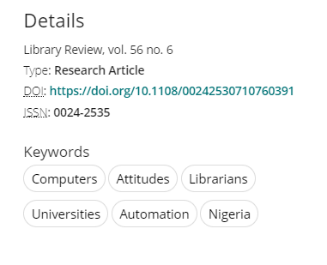 Details
Library Review, vol. 56 no. 6
Type: Research Article
DOI: https://doi.org/10.1108/00242530710760391
ISSN: 0024-2535
Keywords
Computers Attitudes Librarians
Universities Automation Nigeria